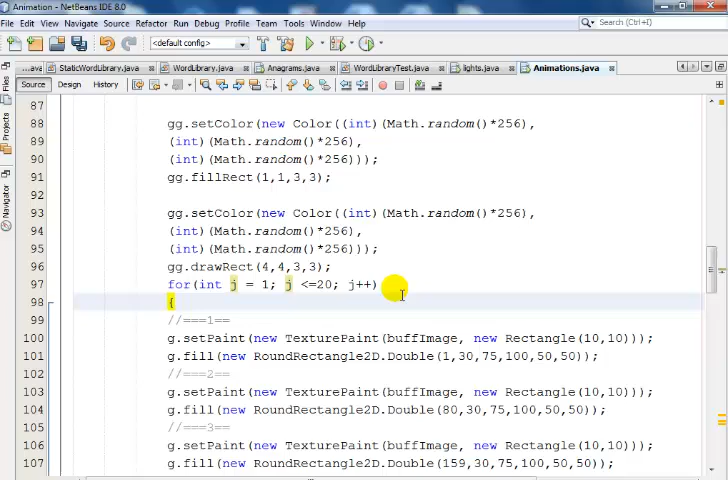 Animation - NetBeans IDE 8.0
File Edit View Navigate Source Refactor Run Debug Profile Team Tools Window Help
Search (Ctrl+I)
<default config>
...ava StaticWordLibrary.java WordLibrary.java Anagrams.java WordLibraryTest.java lights.java Animations.java
Source Design History
Files
Projects
Navigator
87
88 gg.setColor(new Color((int)(Math.random()*256),
89 (int)(Math.random()*256),
90 (int)(Math.random()*256)));
91 gg.fillRect(1,1,3,3);
92
93 gg.setColor(new Color((int)(Math.random()*256),
94 (int)(Math.random()*256),
95 (int)(Math.random()*256)));
96 gg.drawRect(4,4,3,3);
97 for(int j = 1; j <=20; j++)
98 {
99 //===1==
100 g.setPaint(new TexturePaint(buffImage, new Rectangle(10,10)));
101 g.fill(new RoundRectangle2D.Double(1,30,75,100,50,50));
102 //===2==
103 g.setPaint(new TexturePaint(buffImage, new Rectangle(10,10)));
104 g.fill(new RoundRectangle2D.Double(80,30,75,100,50,50));
105 //===3==
106 g.setPaint(new TexturePaint(buffImage, new Rectangle(10,10)));
107 g.fill(new RoundRectangle2D.Double(159,30,75,100,50,50));